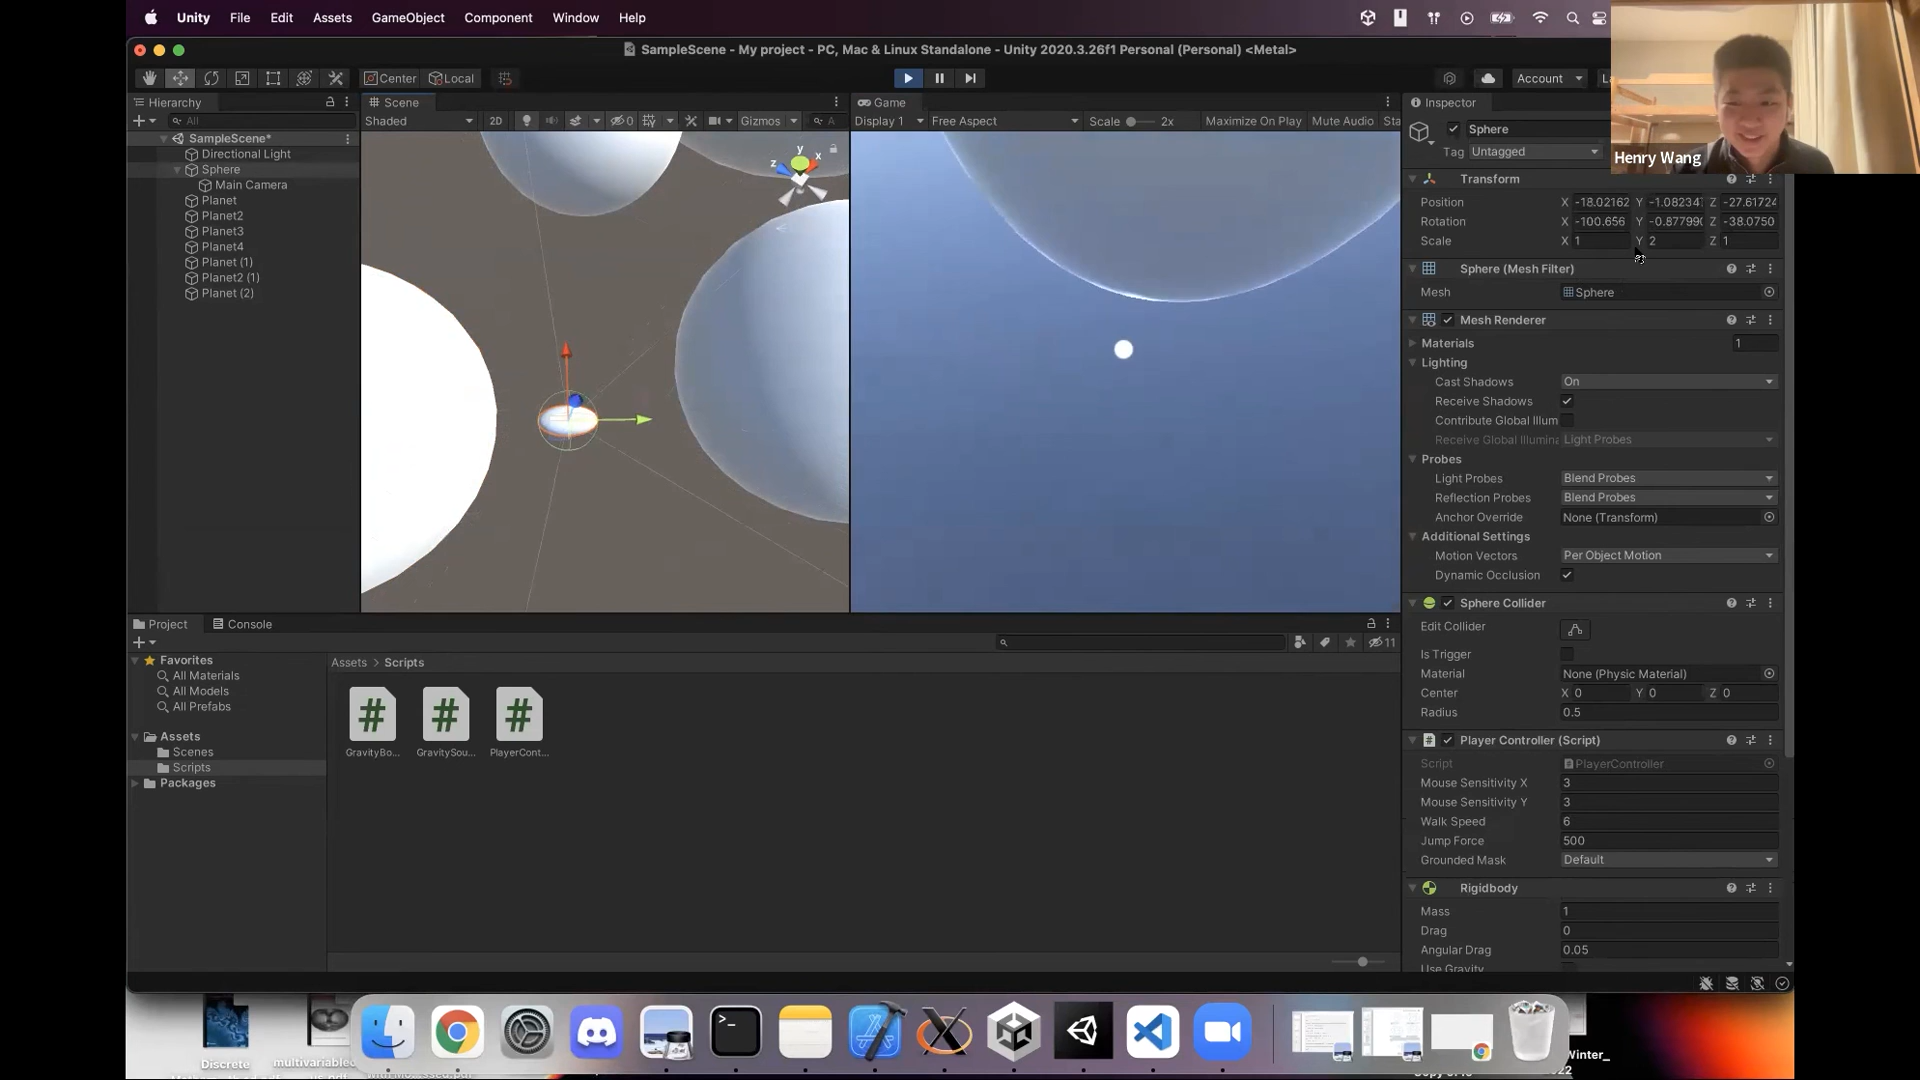 Unity File Edit Assets GameObject Component Window Help
SampleScene - My project - PC, Mac & Linux Standalone - Unity 2020.3.26f1 Personal (Personal) <Metal>
Center Local Account La
Hierarchy
All
SampleScene*
Directional Light
Sphere
Main Camera
Planet
Planet2
Planet3
Planet4
Planet (1)
Planet2 (1)
Planet (2)
Scene
Shaded 2D 0 Gizmos A
y
x
z
Game
Display 1 Free Aspect Scale 2x Maximize On Play Mute Audio Sta
Inspector
Sphere
Tag Untagged
Henry Wang
Transform
Position X -18.02162 Y -1.08234 Z -27.61724
Rotation X -100.656 Y -0.877990 Z -38.0750
Scale X 1 Y 2 Z 1
Sphere (Mesh Filter)
Mesh Sphere
Mesh Renderer
Materials 1
Lighting
Cast Shadows On
Receive Shadows
Contribute Global Illum
Receive Global Illumina Light Probes
Probes
Light Probes Blend Probes
Reflection Probes Blend Probes
Anchor Override None (Transform)
Additional Settings
Motion Vectors Per Object Motion
Dynamic Occlusion
Sphere Collider
Edit Collider
Is Trigger
Material None (Physic Material)
Center X 0 Y 0 Z 0
Radius 0.5
# Player Controller (Script)
Script PlayerController
Mouse Sensitivity X 3
Mouse Sensitivity Y 3
Walk Speed 6
Jump Force 500
Grounded Mask Default
Rigidbody
Mass 1
Drag 0
Angular Drag 0.05
Use Gravity
Project Console
11
Favorites
All Materials
All Models
All Prefabs
Assets
Scenes
Scripts
Packages
Assets > Scripts
# # #
GravityBo... GravitySou... PlayerCont...
Discrete
multivariable
Winter_
2022